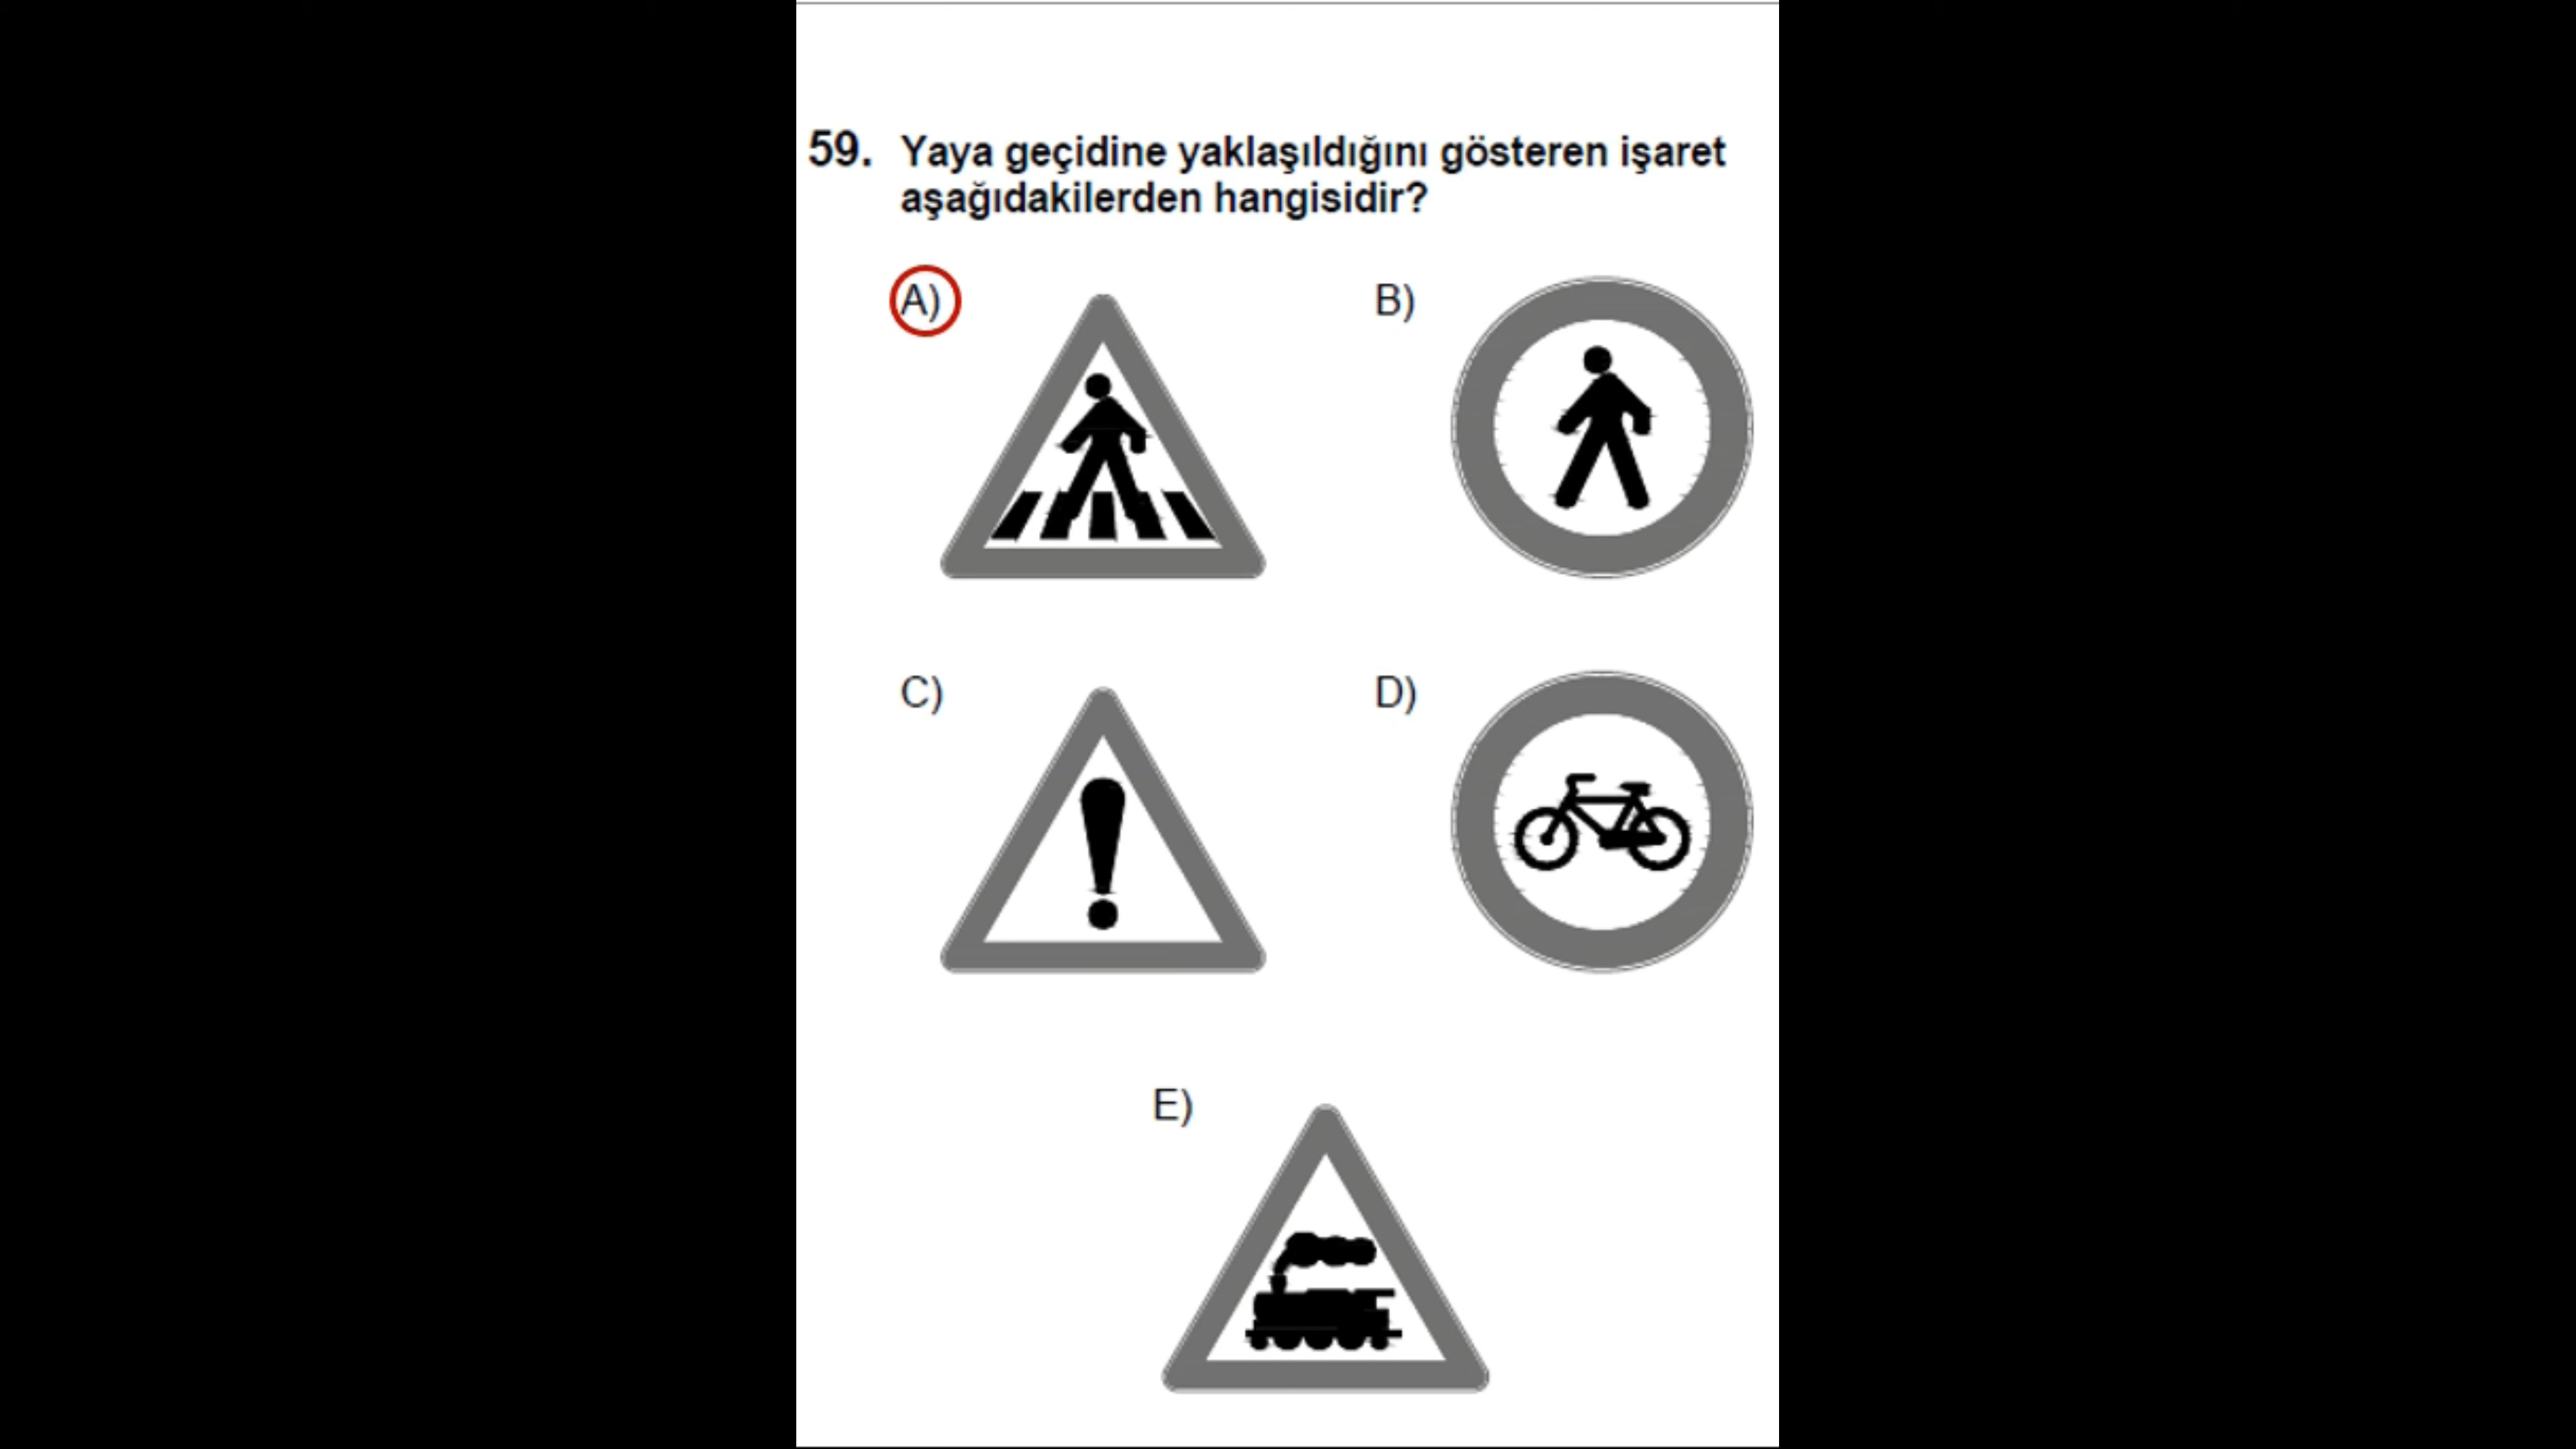 59. Yaya geçidine yaklaşıldığını gösteren işaret
aşağıdakilerden hangisidir?
A)
B)
C)
D)
E)